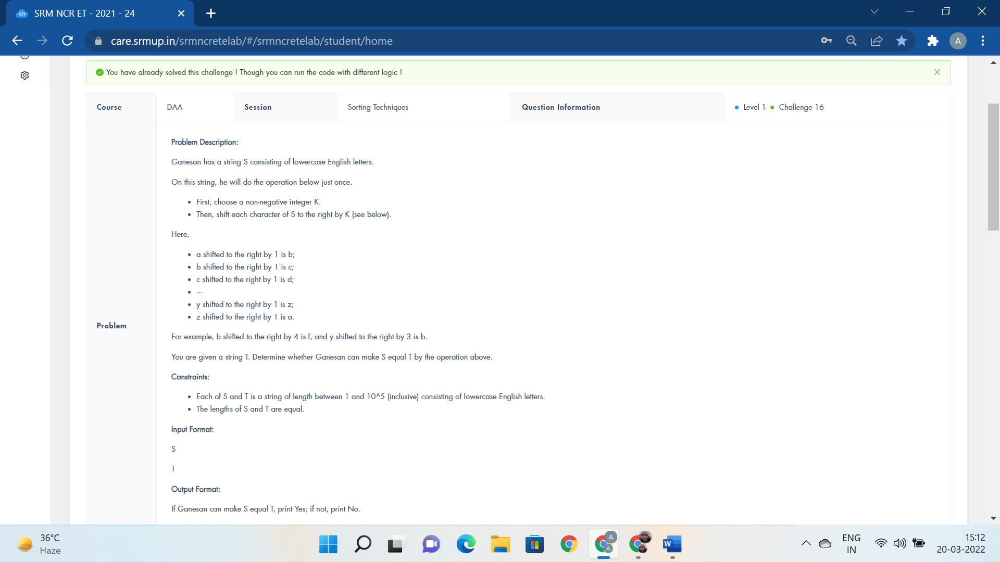 SRM NCR ET - 2021 - 24
care.srmup.in/srmncretelab/#/srmncretelab/student/home
A
You have already solved this challenge ! Though you can run the code with different logic !
Course DAA Session Sorting Techniques Question Information Level 1 Challenge 16
Problem Description:
Ganesan has a string S consisting of lowercase English letters.
On this string, he will do the operation below just once.
• First, choose a non-negative integer K.
• Then, shift each character of S to the right by K (see below).
Here,
• a shifted to the right by 1 is b;
• b shifted to the right by 1 is c;
• c shifted to the right by 1 is d;
• ...
• y shifted to the right by 1 is z;
• z shifted to the right by 1 is a.
Problem
For example, b shifted to the right by 4 is f, and y shifted to the right by 3 is b.
You are given a string T. Determine whether Ganesan can make S equal T by the operation above.
Constraints:
• Each of S and T is a string of length between 1 and 10^5 (inclusive) consisting of lowercase English letters.
• The lengths of S and T are equal.
Input Format:
S
T
Output Format:
If Ganesan can make S equal T, print Yes; if not, print No.
36°C
Haze
A
A
W
ENG
IN
15:12
20-03-2022